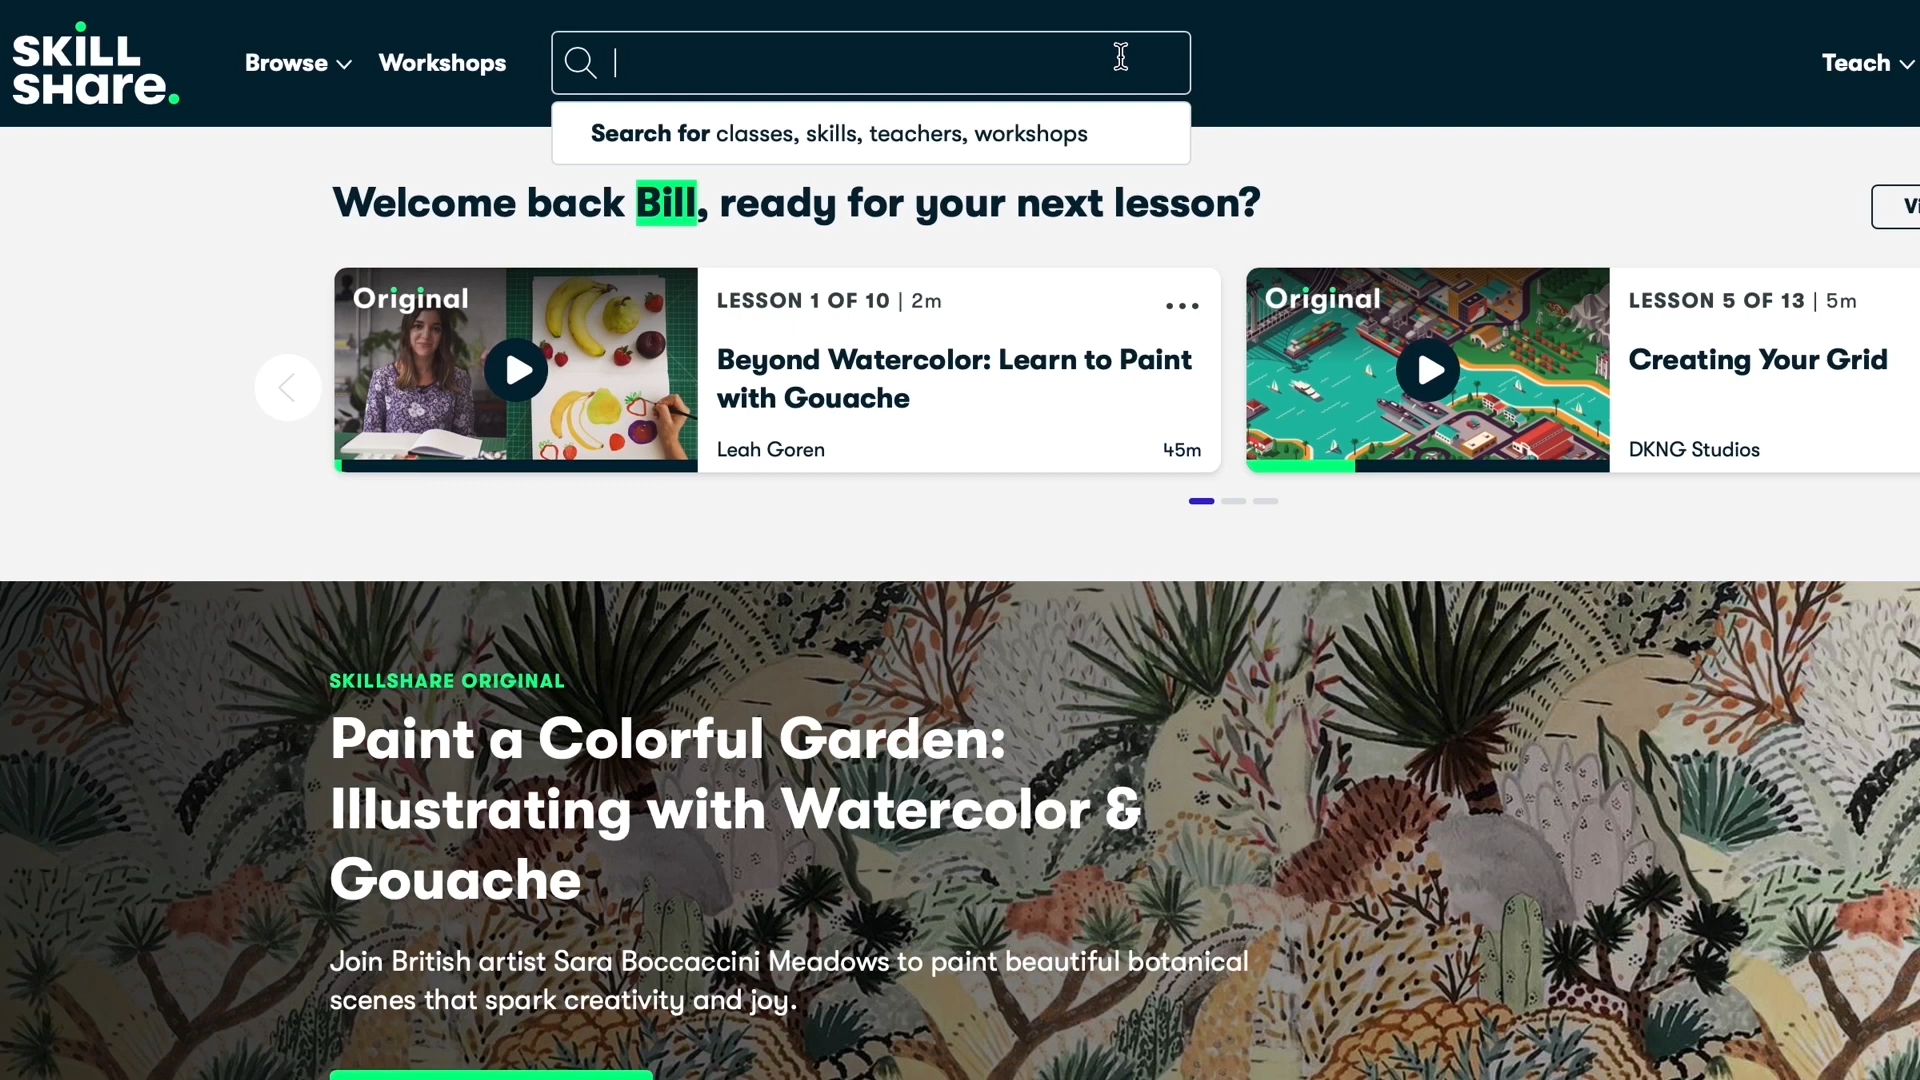 SKILL
SHare.
Browse
Workshops
Teach
Search for classes, skills, teachers, workshops
Welcome back Bill, ready for your next lesson?
Original
LESSON 1 OF 10 | 2m
Beyond Watercolor: Learn to Paint
with Gouache
Leah Goren
45m
Original
LESSON 5 OF 13 | 5m
Creating Your Grid
DKNG Studios
SKILLSHARE ORIGINAL
Paint a Colorful Garden:
Illustrating with Watercolor &
Gouache
Join British artist Sara Boccaccini Meadows to paint beautiful botanical
scenes that spark creativity and joy.